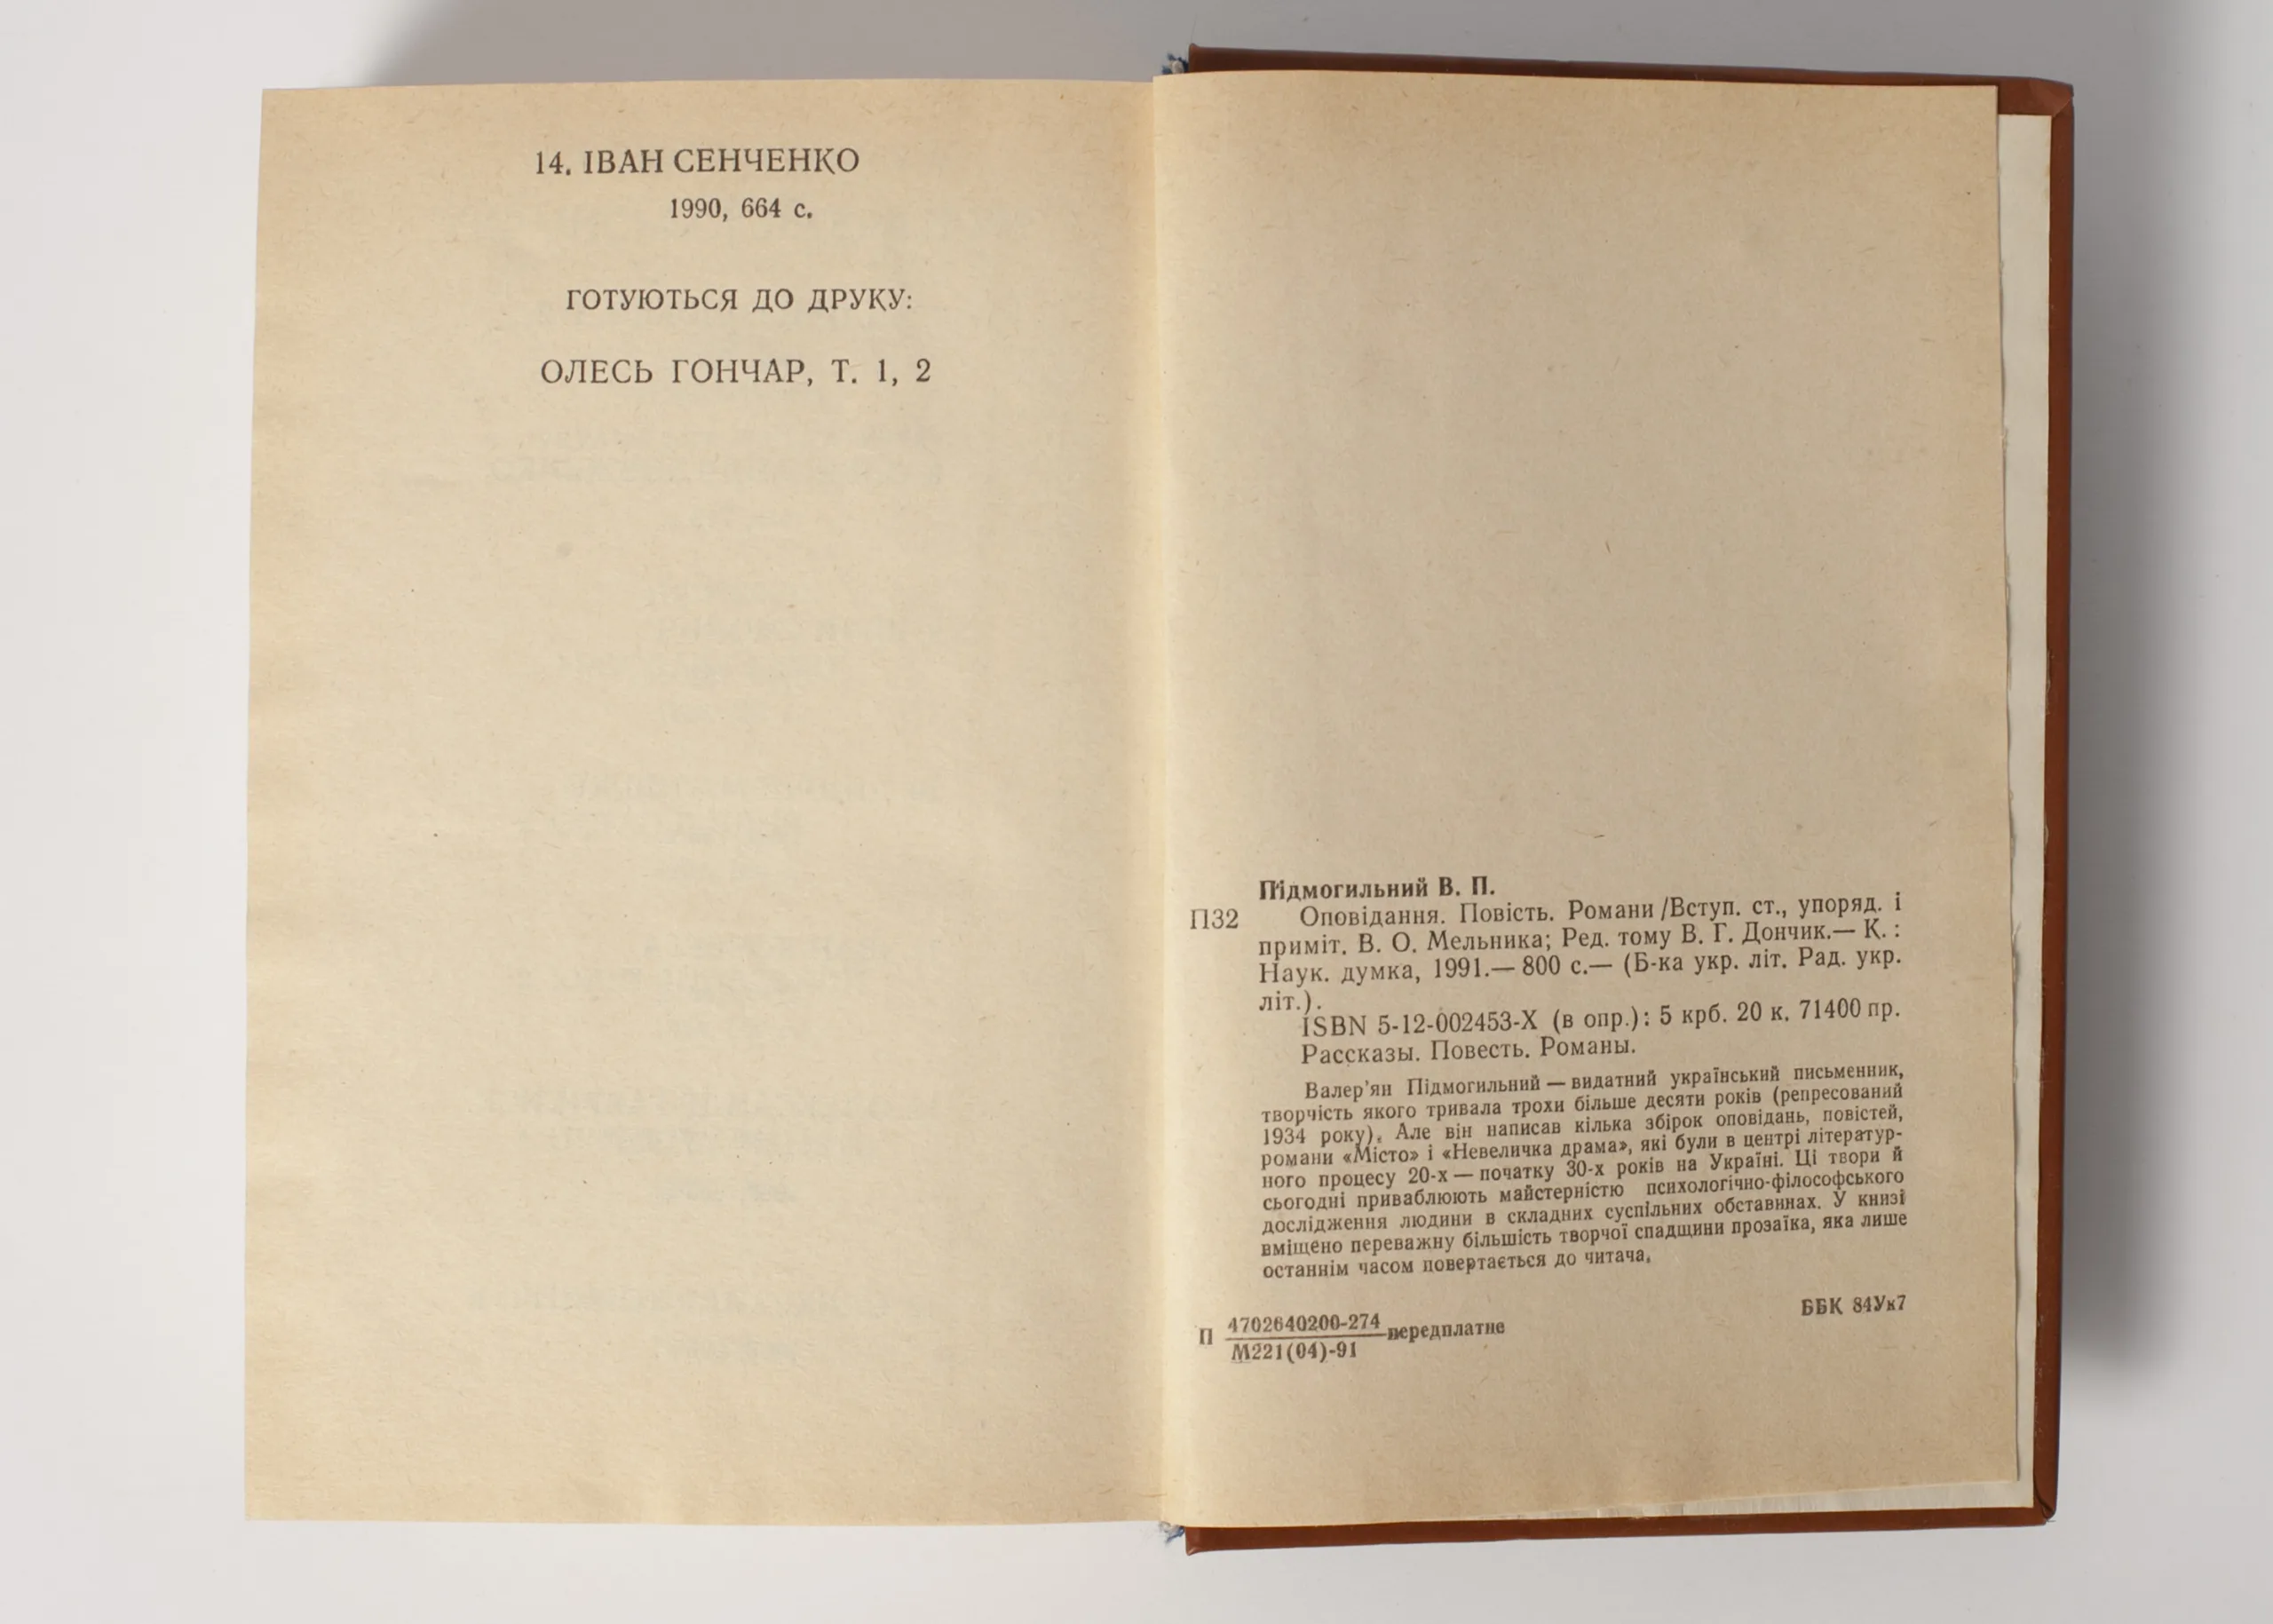 14. ІВАН СЕНЧЕНКО
1990, 664 с.
ГОТУЮТЬСЯ ДО ДРУКУ:
ОЛЕСЬ ГОНЧАР, Т. 1, 2
Підмогильний В. П.
П32
Оповідання. Повість. Романи /Вступ. ст., упоряд. і
приміт. В. О. Мельника; Ред. тому В. Г. Дончик.— К. :
Наук. думка, 1991.— 800 с.— (Б-ка укр. літ. Рад. укр.
літ.).
ISBN 5-12-002453-X (в опр.): 5 крб. 20 к. 71400 пр.
Рассказы. Повесть. Романы.
Валер'ян Підмогильний — видатний український письменник,
творчість якого тривала трохи більше десяти років (репресований
1934 року). Але він написав кілька збірок оповідань, повістей,
романи «Місто» і «Невеличка драма», які були в центрі літератур-
ного процесу 20-х — початку 30-х років на Україні. Ці твори й
сьогодні приваблюють майстерністю психологічно-філософського
дослідження людини в складних суспільних обставинах. У книзі
вміщено переважну більшість творчої спадщини прозаїка, яка лише
останнім часом повертається до читача.
П 4702640200-274 передплатне
М221(04)-91
ББК 84Ук7